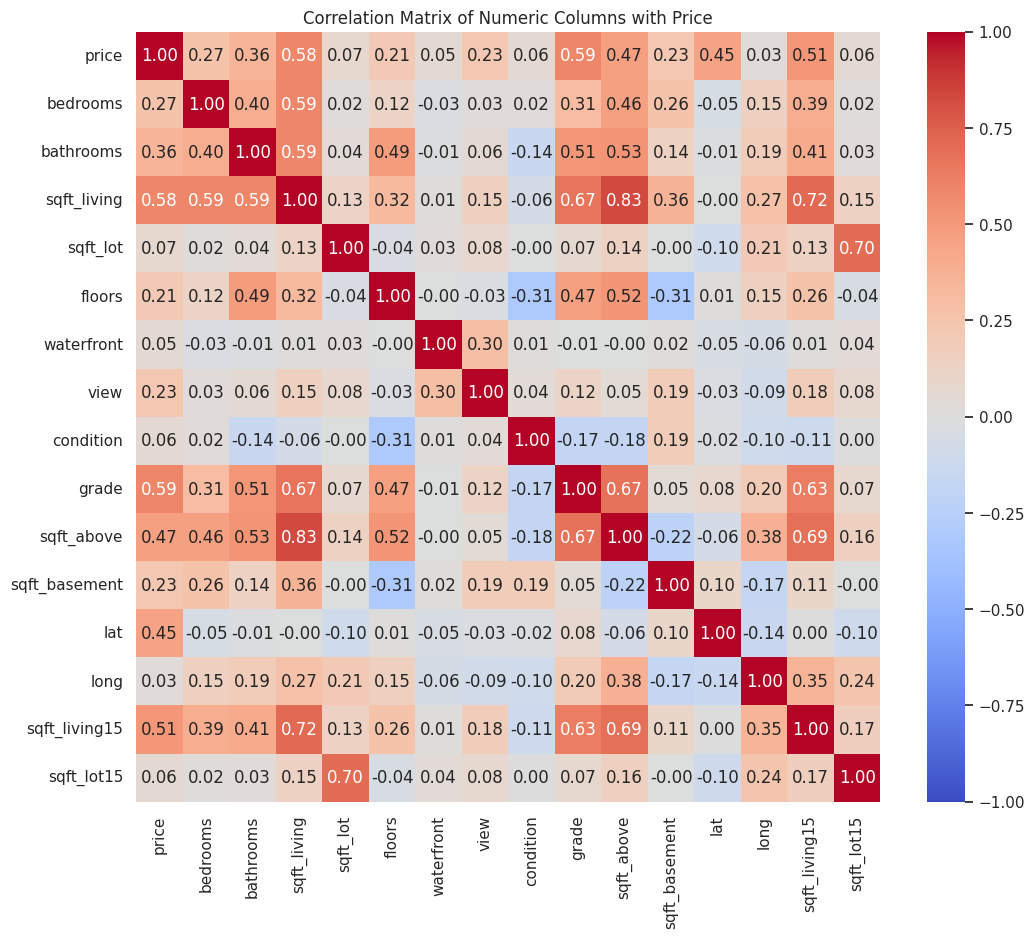 Correlation Matrix of Numeric Columns with Price
price 1.00 0.27 0.36 0.58 0.07 0.21 0.05 0.23 0.06 0.59 0.47 0.23 0.45 0.03 0.51 0.06
bedrooms 0.27 1.00 0.40 0.59 0.02 0.12 -0.03 0.03 0.02 0.31 0.46 0.26 -0.05 0.15 0.39 0.02
bathrooms 0.36 0.40 1.00 0.59 0.04 0.49 -0.01 0.06 -0.14 0.51 0.53 0.14 -0.01 0.19 0.41 0.03
sqft_living 0.58 0.59 0.59 1.00 0.13 0.32 0.01 0.15 -0.06 0.67 0.83 0.36 -0.00 0.27 0.72 0.15
sqft_lot 0.07 0.02 0.04 0.13 1.00 -0.04 0.03 0.08 -0.00 0.07 0.14 -0.00 -0.10 0.21 0.13 0.70
floors 0.21 0.12 0.49 0.32 -0.04 1.00 -0.00 -0.03 -0.31 0.47 0.52 -0.31 0.01 0.15 0.26 -0.04
waterfront 0.05 -0.03 -0.01 0.01 0.03 -0.00 1.00 0.30 0.01 -0.01 -0.00 0.02 -0.05 -0.06 0.01 0.04
view 0.23 0.03 0.06 0.15 0.08 -0.03 0.30 1.00 0.04 0.12 0.05 0.19 -0.03 -0.09 0.18 0.08
condition 0.06 0.02 -0.14 -0.06 -0.00 -0.31 0.01 0.04 1.00 -0.17 -0.18 0.19 -0.02 -0.10 -0.11 0.00
grade 0.59 0.31 0.51 0.67 0.07 0.47 -0.01 0.12 -0.17 1.00 0.67 0.05 0.08 0.20 0.63 0.07
sqft_above 0.47 0.46 0.53 0.83 0.14 0.52 -0.00 0.05 -0.18 0.67 1.00 -0.22 -0.06 0.38 0.69 0.16
sqft_basement 0.23 0.26 0.14 0.36 -0.00 -0.31 0.02 0.19 0.19 0.05 -0.22 1.00 0.10 -0.17 0.11 -0.00
lat 0.45 -0.05 -0.01 -0.00 -0.10 0.01 -0.05 -0.03 -0.02 0.08 -0.06 0.10 1.00 -0.14 0.00 -0.10
long 0.03 0.15 0.19 0.27 0.21 0.15 -0.06 -0.09 -0.10 0.20 0.38 -0.17 -0.14 1.00 0.35 0.24
sqft_living15 0.51 0.39 0.41 0.72 0.13 0.26 0.01 0.18 -0.11 0.63 0.69 0.11 0.00 0.35 1.00 0.17
sqft_lot15 0.06 0.02 0.03 0.15 0.70 -0.04 0.04 0.08 0.00 0.07 0.16 -0.00 -0.10 0.24 0.17 1.00
price bedrooms bathrooms sqft_living sqft_lot floors waterfront view condition grade sqft_above sqft_basement lat long sqft_living15 sqft_lot15
1.00
0.75
0.50
0.25
0.00
−0.25
−0.50
−0.75
−1.00